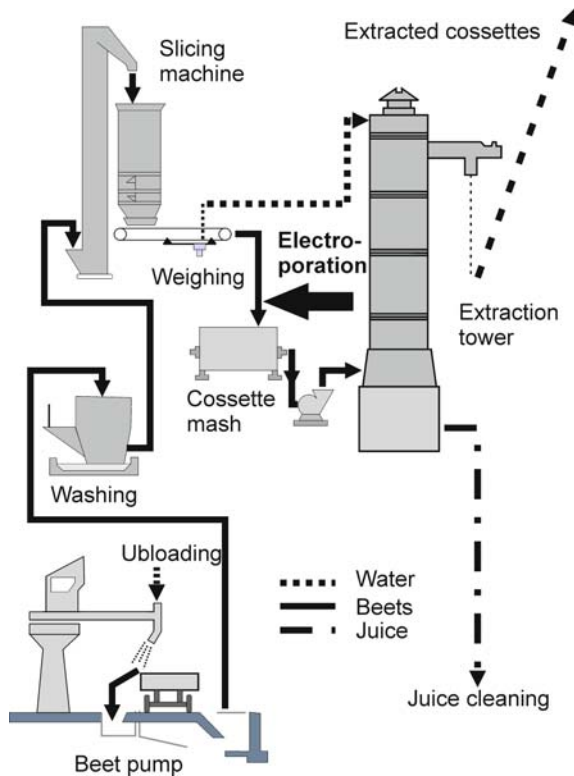 Extracted cossettes
Slicing
machine
Electro-
poration
Weighing
Extraction
tower
Cossette
mash
Washing
Ubloading
Water
Beets
Juice
Juice cleaning
Beet pump